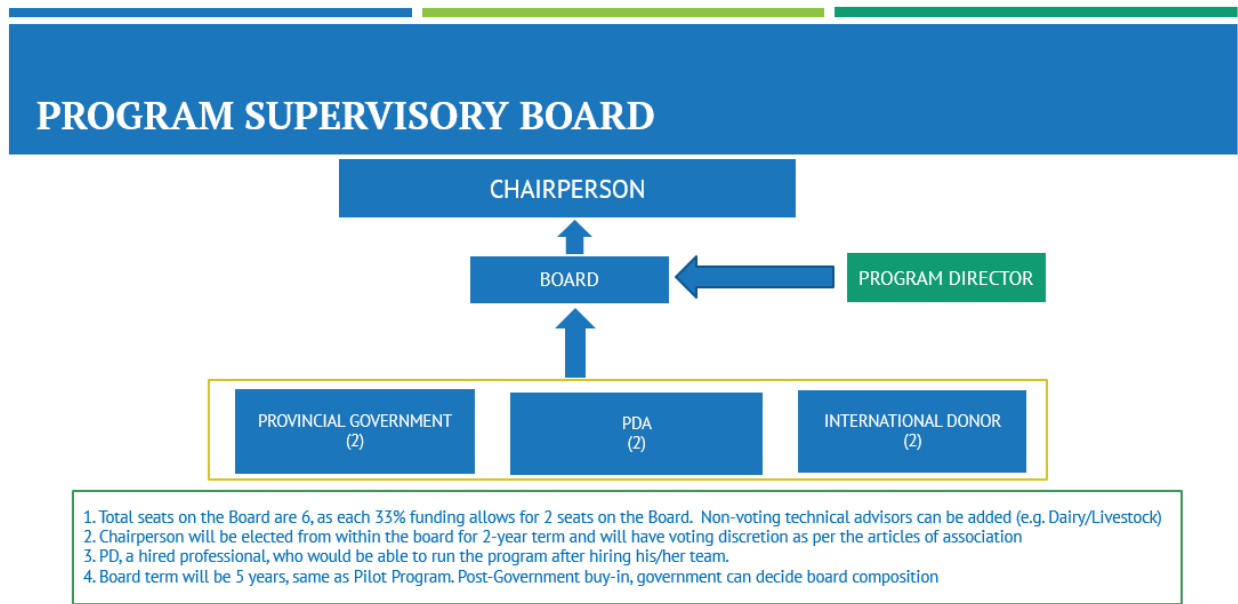 PROGRAM SUPERVISORY BOARD
CHAIRPERSON
BOARD
PROGRAM DIRECTOR
PROVINCIAL GOVERNMENT
(2)
PDA
(2)
INTERNATIONAL DONOR
(2)
1. Total seats on the Board are 6, as each 33% funding allows for 2 seats on the Board.  Non-voting technical advisors can be added (e.g. Dairy/Livestock)
2. Chairperson will be elected from within the board for 2-year term and will have voting discretion as per the articles of association
3. PD, a hired professional, who would be able to run the program after hiring his/her team.
4. Board term will be 5 years, same as Pilot Program. Post-Government buy-in, government can decide board composition